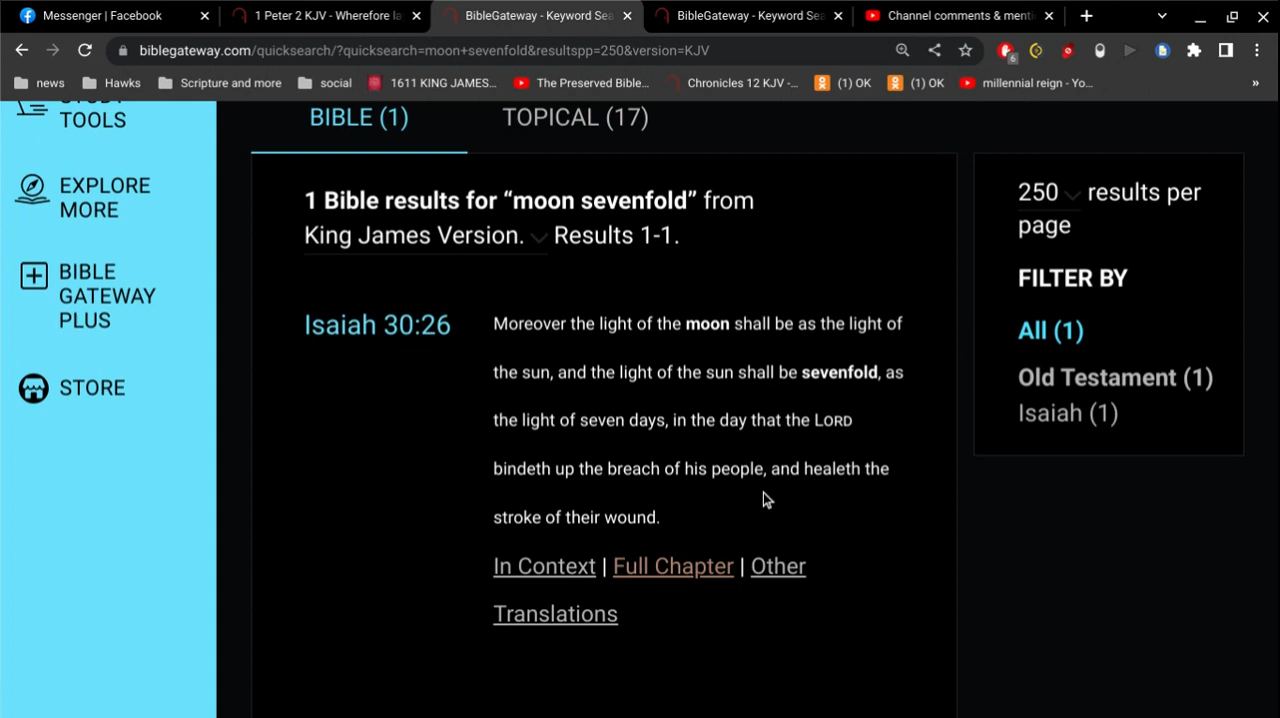 Messenger | Facebook
1 Peter 2 KJV - Wherefore la
BibleGateway - Keyword Sea
BibleGateway - Keyword Sea
Channel comments & menti
biblegateway.com/quicksearch/?quicksearch=moon+sevenfold&resultspp=250&version=KJV
6
news
Hawks
Scripture and more
social
1611 KING JAMES...
The Preserved Bible...
Chronicles 12 KJV -...
(1) OK
(1) OK
millennial reign - Yo...
»
STUDY
TOOLS
EXPLORE
MORE
BIBLE
GATEWAY
PLUS
STORE
BIBLE (1)
TOPICAL (17)
1 Bible results for “moon sevenfold” from
King James Version. Results 1-1.
Isaiah 30:26
Moreover the light of the moon shall be as the light of
the sun, and the light of the sun shall be sevenfold, as
the light of seven days, in the day that the LORD
bindeth up the breach of his people, and healeth the
stroke of their wound.
In Context | Full Chapter | Other
Translations
250 results per
page
FILTER BY
All (1)
Old Testament (1)
Isaiah (1)